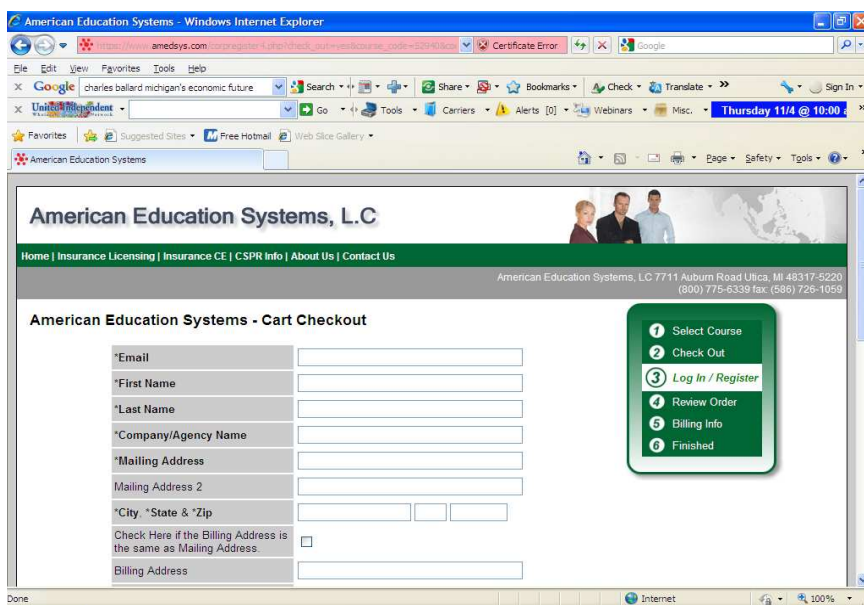 American Education Systems - Windows Internet Explorer
amedsys.com Certificate Error Google
File Edit View Favorites Tools Help
x Google charles ballard michigan's economic future Search Share Bookmarks Check Translate » Sign In
x United Independent Go Tools Carriers Alerts [0] Webinars Misc. Thursday 11/4 @ 10:00 a »
Favorites Suggested Sites Free Hotmail Web Slice Gallery
American Education Systems Page Safety Tools
American Education Systems, L.C
Home | Insurance Licensing | Insurance CE | CSPR Info | About Us | Contact Us
American Education Systems, LC 7711 Auburn Road Utica, MI 48317-5220
(800) 775-6339 fax: (586) 726-1059
American Education Systems - Cart Checkout
1 Select Course
2 Check Out
3 Log In / Register
4 Review Order
5 Billing Info
6 Finished
*Email
*First Name
*Last Name
*Company/Agency Name
*Mailing Address
Mailing Address 2
*City, *State & *Zip
Check Here if the Billing Address is
the same as Mailing Address.
Billing Address
Done Internet 100%